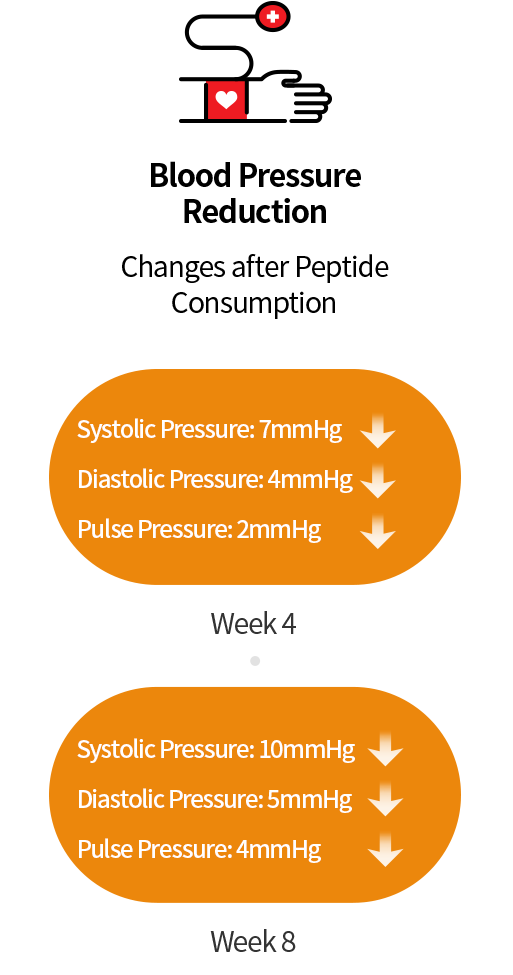 Blood Pressure
Reduction
Changes after Peptide
Consumption
Systolic Pressure: 7mmHg
Diastolic Pressure: 4mmHg
Pulse Pressure: 2mmHg
Week 4
Systolic Pressure: 10mmHg
Diastolic Pressure: 5mmHg
Pulse Pressure: 4mmHg
Week 8